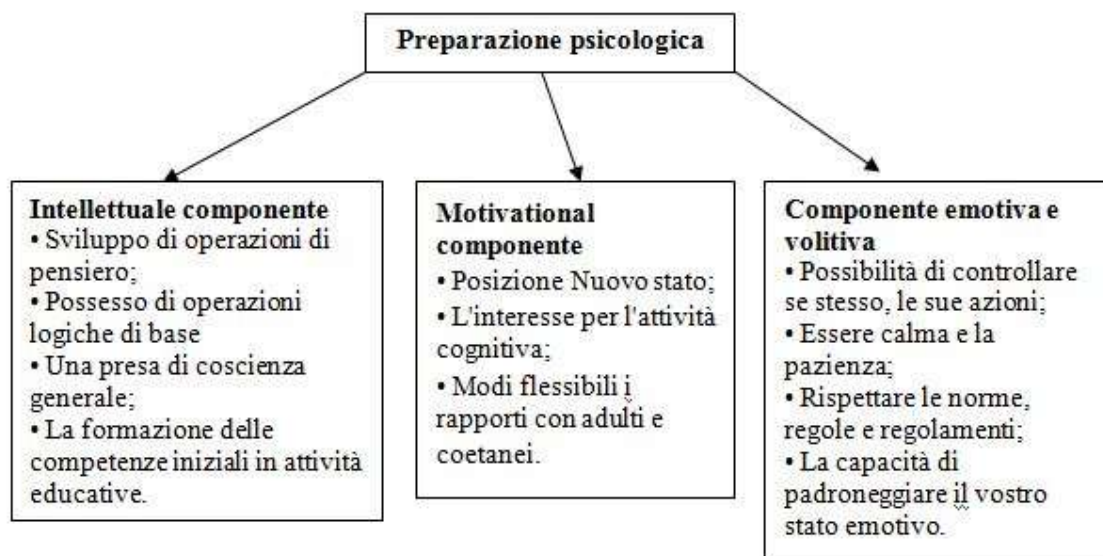 Preparazione psicologica
Intellettuale componente
• Sviluppo di operazioni di
pensiero;
• Possesso di operazioni
logiche di base
• Una presa di coscienza
generale;
• La formazione delle
competenze iniziali in attività
educative.
Motivational
componente
• Posizione Nuovo stato;
• L'interesse per l'attività
cognitiva;
• Modi flessibili i
rapporti con adulti e
coetanei.
Componente emotiva e
volitiva
• Possibilità di controllare
se stesso, le sue azioni;
• Essere calma e la
pazienza;
• Rispettare le norme,
regole e regolamenti;
• La capacità di
padroneggiare il vostro
stato emotivo.